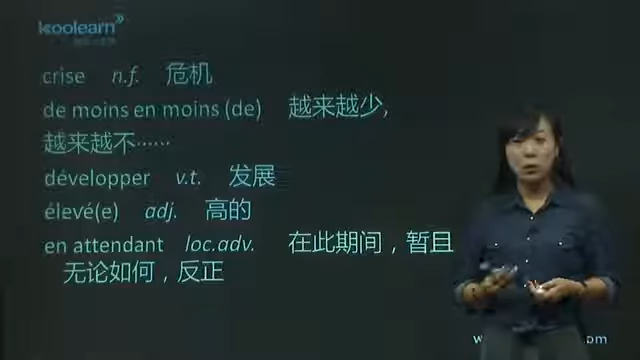 koolearn
crise n.f. 危机
de moins en moins (de) 越来越少,
越来越不……
développer v.t. 发展
élevé(e) adj. 高的
en attendant loc.adv. 在此期间，暂且
无论如何，反正